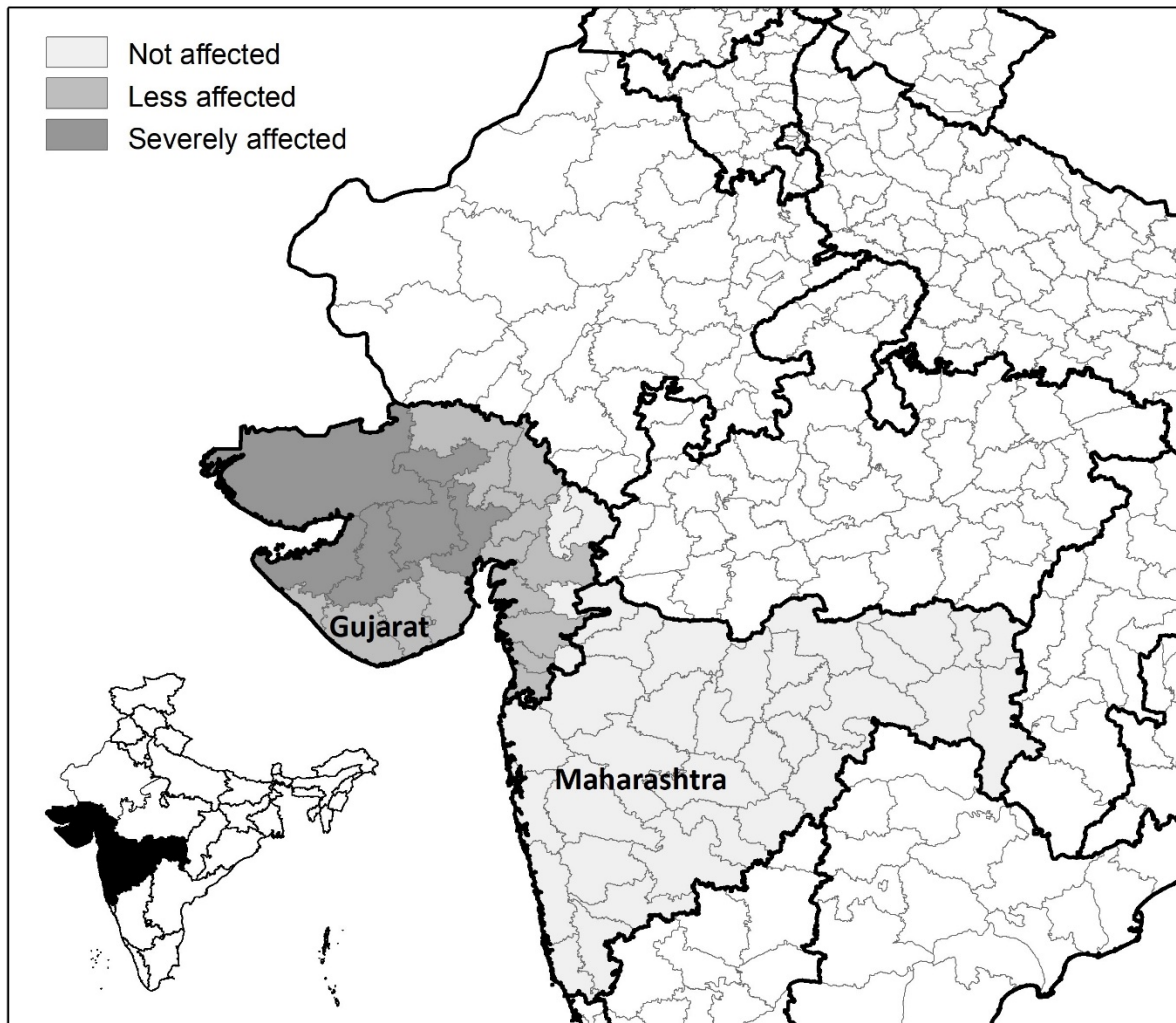 Not affected
Less affected
Severely affected
Gujarat
Maharashtra